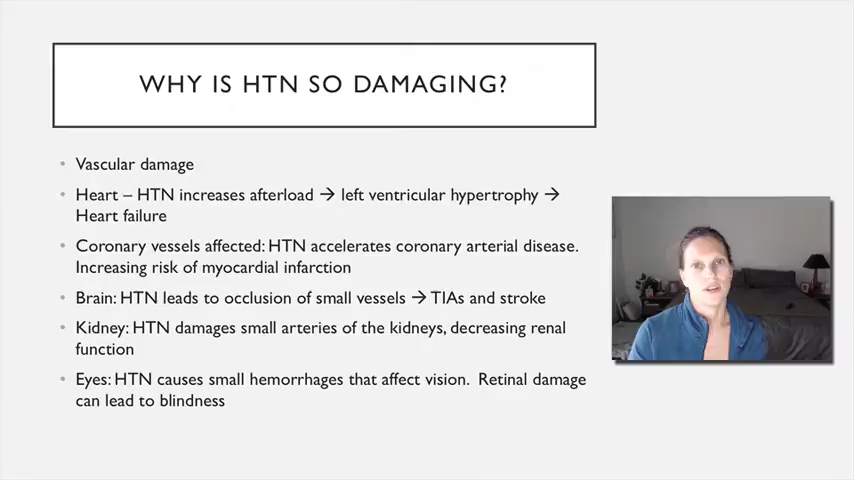 WHY IS HTN SO DAMAGING?
• Vascular damage
• Heart – HTN increases afterload → left ventricular hypertrophy →
Heart failure
• Coronary vessels affected: HTN accelerates coronary arterial disease.
Increasing risk of myocardial infarction
• Brain: HTN leads to occlusion of small vessels → TIAs and stroke
• Kidney: HTN damages small arteries of the kidneys, decreasing renal
function
• Eyes: HTN causes small hemorrhages that affect vision.  Retinal damage
can lead to blindness